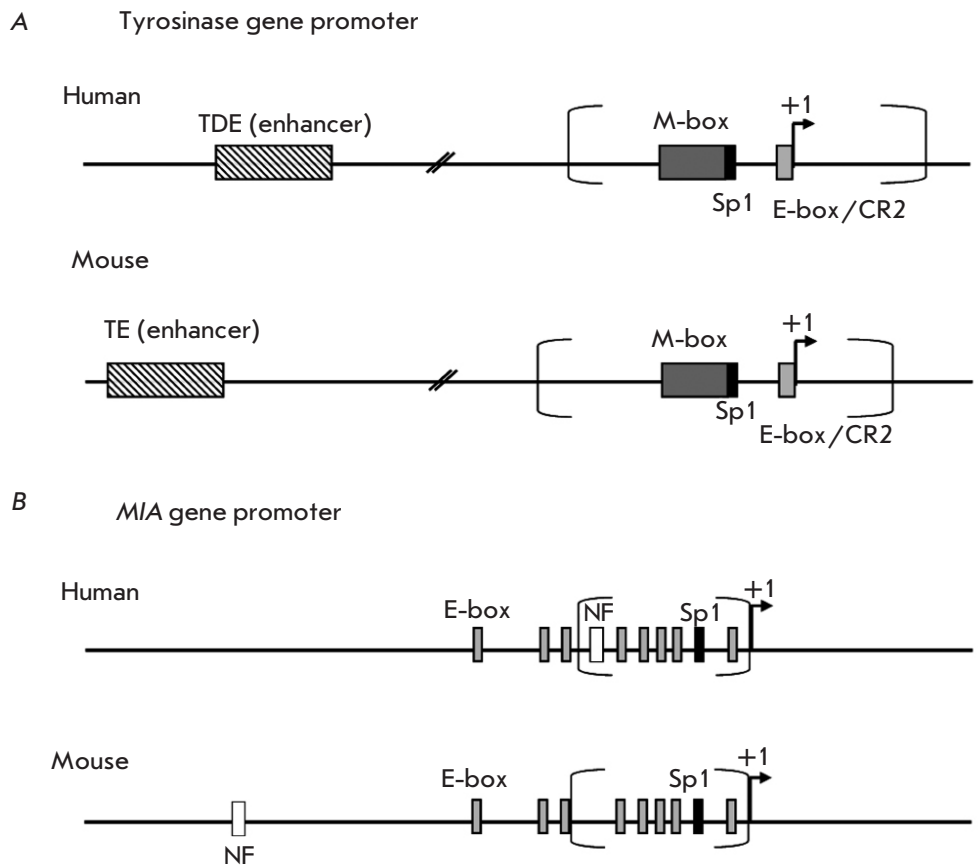 A
Tyrosinase gene promoter
Human
TDE (enhancer)
M-box
+1
Sp1
E-box/CR2
Mouse
TE (enhancer)
M-box
+1
Sp1
E-box/CR2
B
MIA gene promoter
Human
E-box
NF
Sp1
+1
Mouse
E-box
Sp1
+1
NF